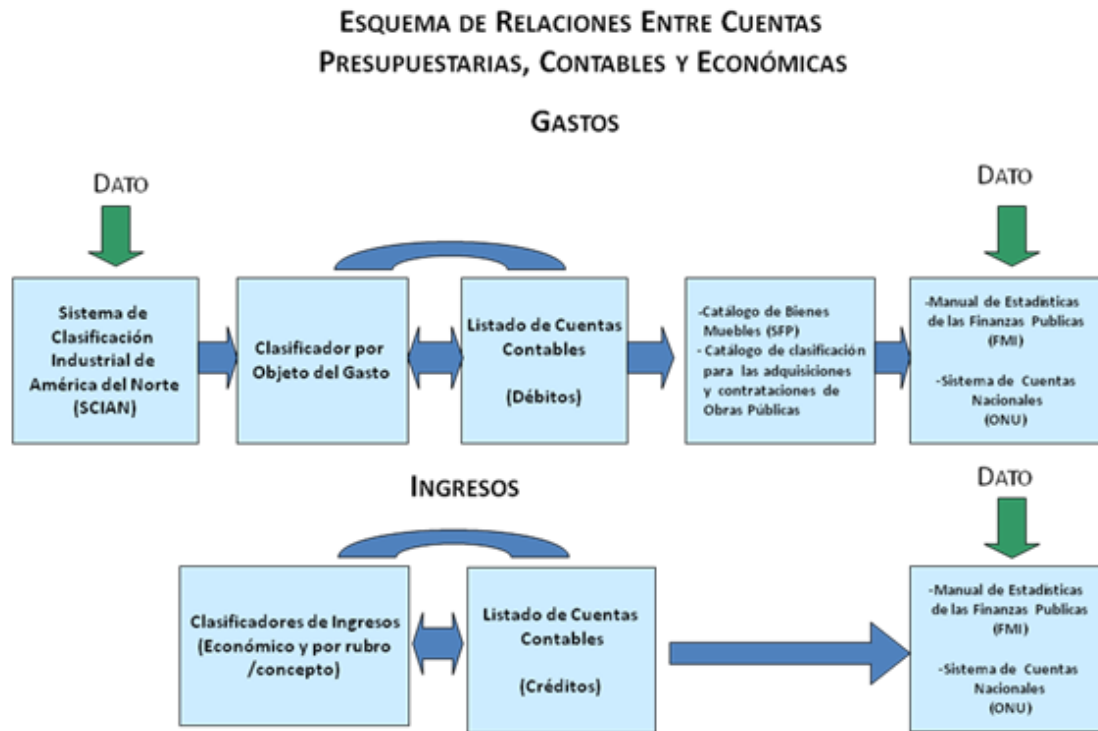 ESQUEMA DE RELACIONES ENTRE CUENTAS
PRESUPUESTARIAS, CONTABLES Y ECONÓMICAS
GASTOS
DATO
DATO
Sistema de
Clasificación
Industrial de
América del Norte
(SCIAN)
Clasificador por
Objeto del Gasto
Listado de Cuentas
Contables
(Débitos)
-Catálogo de Bienes
Muebles (SFP)
- Catálogo de clasificación
para las adquisiciones
y contrataciones de
Obras Públicas
-Manual de Estadísticas
de las Finanzas Publicas
(FMI)
-Sistema de Cuentas
Nacionales
(ONU)
INGRESOS
DATO
Clasificadores de Ingresos
(Económico y por rubro
/concepto)
Listado de Cuentas
Contables
(Créditos)
-Manual de Estadísticas
de las Finanzas Publicas
(FMI)
-Sistema de Cuentas
Nacionales
(ONU)